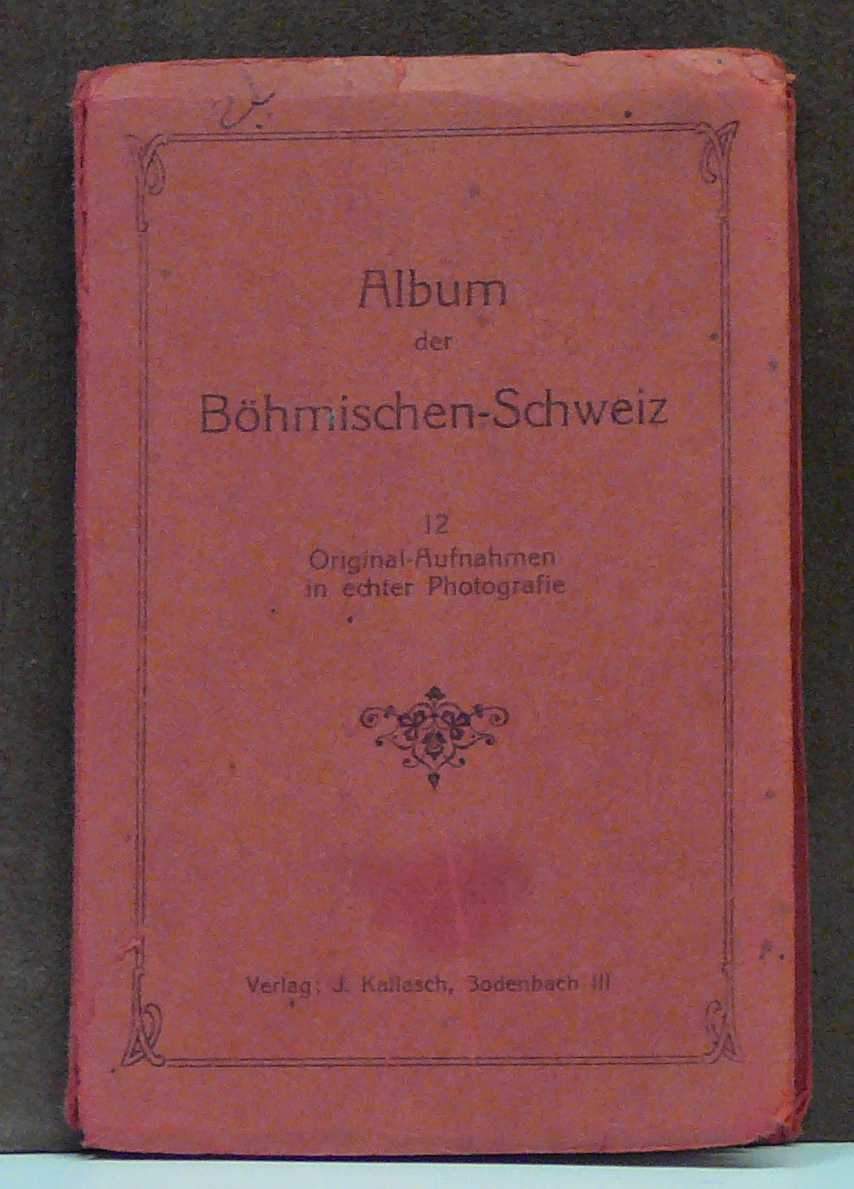 Album
der
Böhmischen-Schweiz
12
Original-Aufnahmen
in echter Photografie
Verlag: J. Kallasch, Bodenbach III